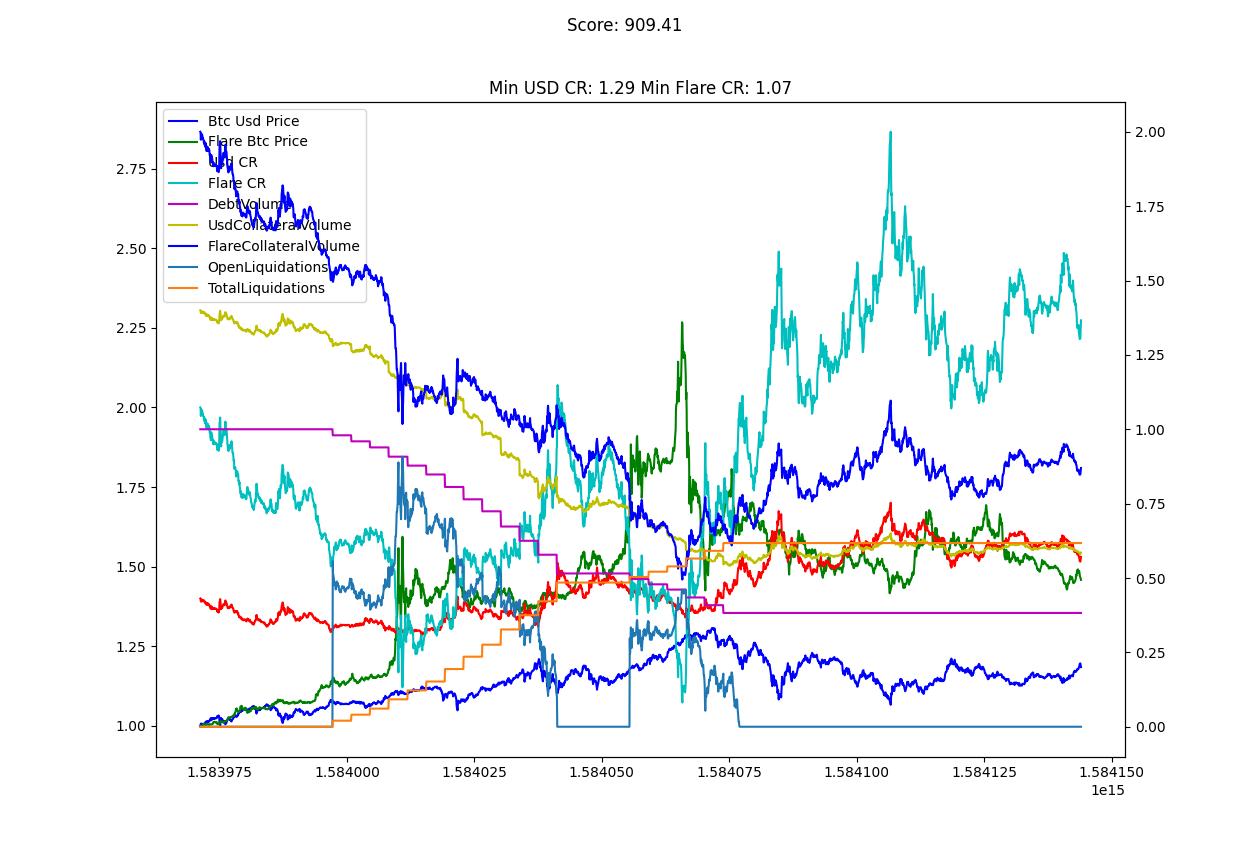 Score: 909.41
Min USD CR: 1.29 Min Flare CR: 1.07
Btc Usd Price
Flare Btc Price
Usd CR
Flare CR
DebtVolume
UsdCollateralVolume
FlareCollateralVolume
OpenLiquidations
TotalLiquidations
2.75
2.50
2.25
2.00
1.75
1.50
1.25
1.00
2.00
1.75
1.50
1.25
1.00
0.75
0.50
0.25
0.00
1.583975 1.584000 1.584025 1.584050 1.584075 1.584100 1.584125 1.584150
1e15